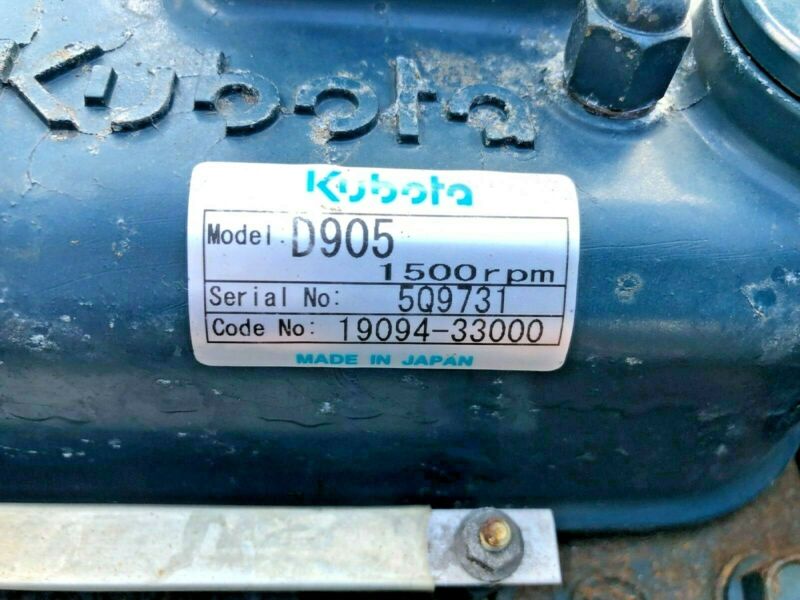 Kubota
Kubota
Model: D905
1500rpm
Serial No: 5Q9731
Code No: 19094-33000
MADE IN JAPAN